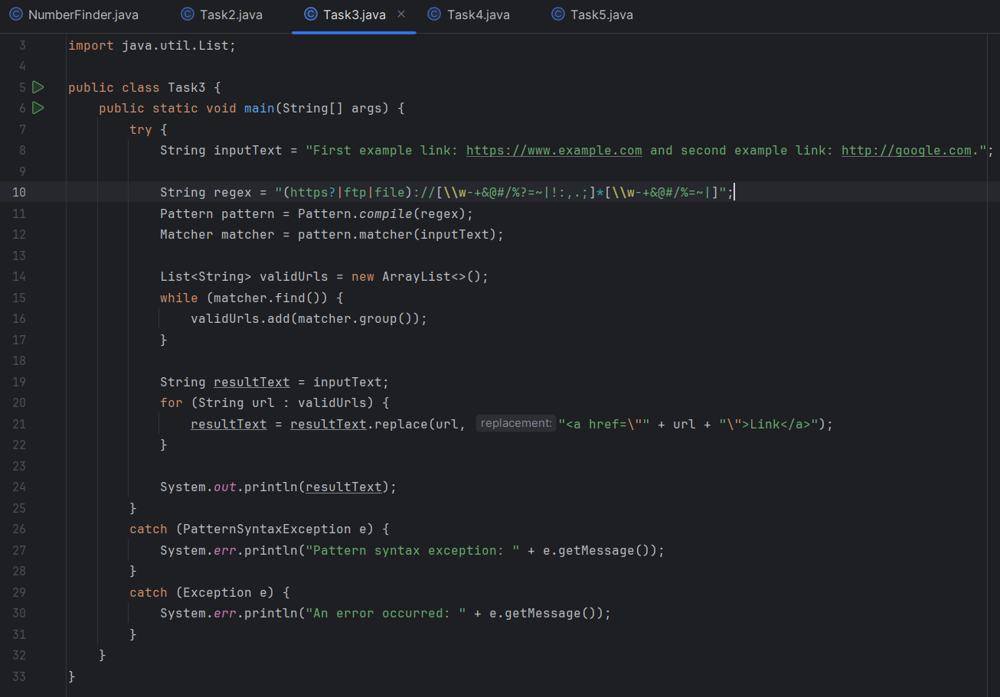 NumberFinder.java Task2.java Task3.java Task4.java Task5.java
3 import java.util.List;
4
5 public class Task3 {
6     public static void main(String[] args) {
7         try {
8             String inputText = "First example link: https://www.example.com and second example link: http://google.com.";
9
10             String regex = "(https?|ftp|file)://[\\w-+&@#/%?=~|!:,.;]*[\\w-+&@#/%=~|]";
11             Pattern pattern = Pattern.compile(regex);
12             Matcher matcher = pattern.matcher(inputText);
13
14             List<String> validUrls = new ArrayList<>();
15             while (matcher.find()) {
16                 validUrls.add(matcher.group());
17             }
18
19             String resultText = inputText;
20             for (String url : validUrls) {
21                 resultText = resultText.replace(url, replacement: "<a href=\"" + url + "\">Link</a>");
22             }
23
24             System.out.println(resultText);
25         }
26         catch (PatternSyntaxException e) {
27             System.err.println("Pattern syntax exception: " + e.getMessage());
28         }
29         catch (Exception e) {
30             System.err.println("An error occurred: " + e.getMessage());
31         }
32     }
33 }